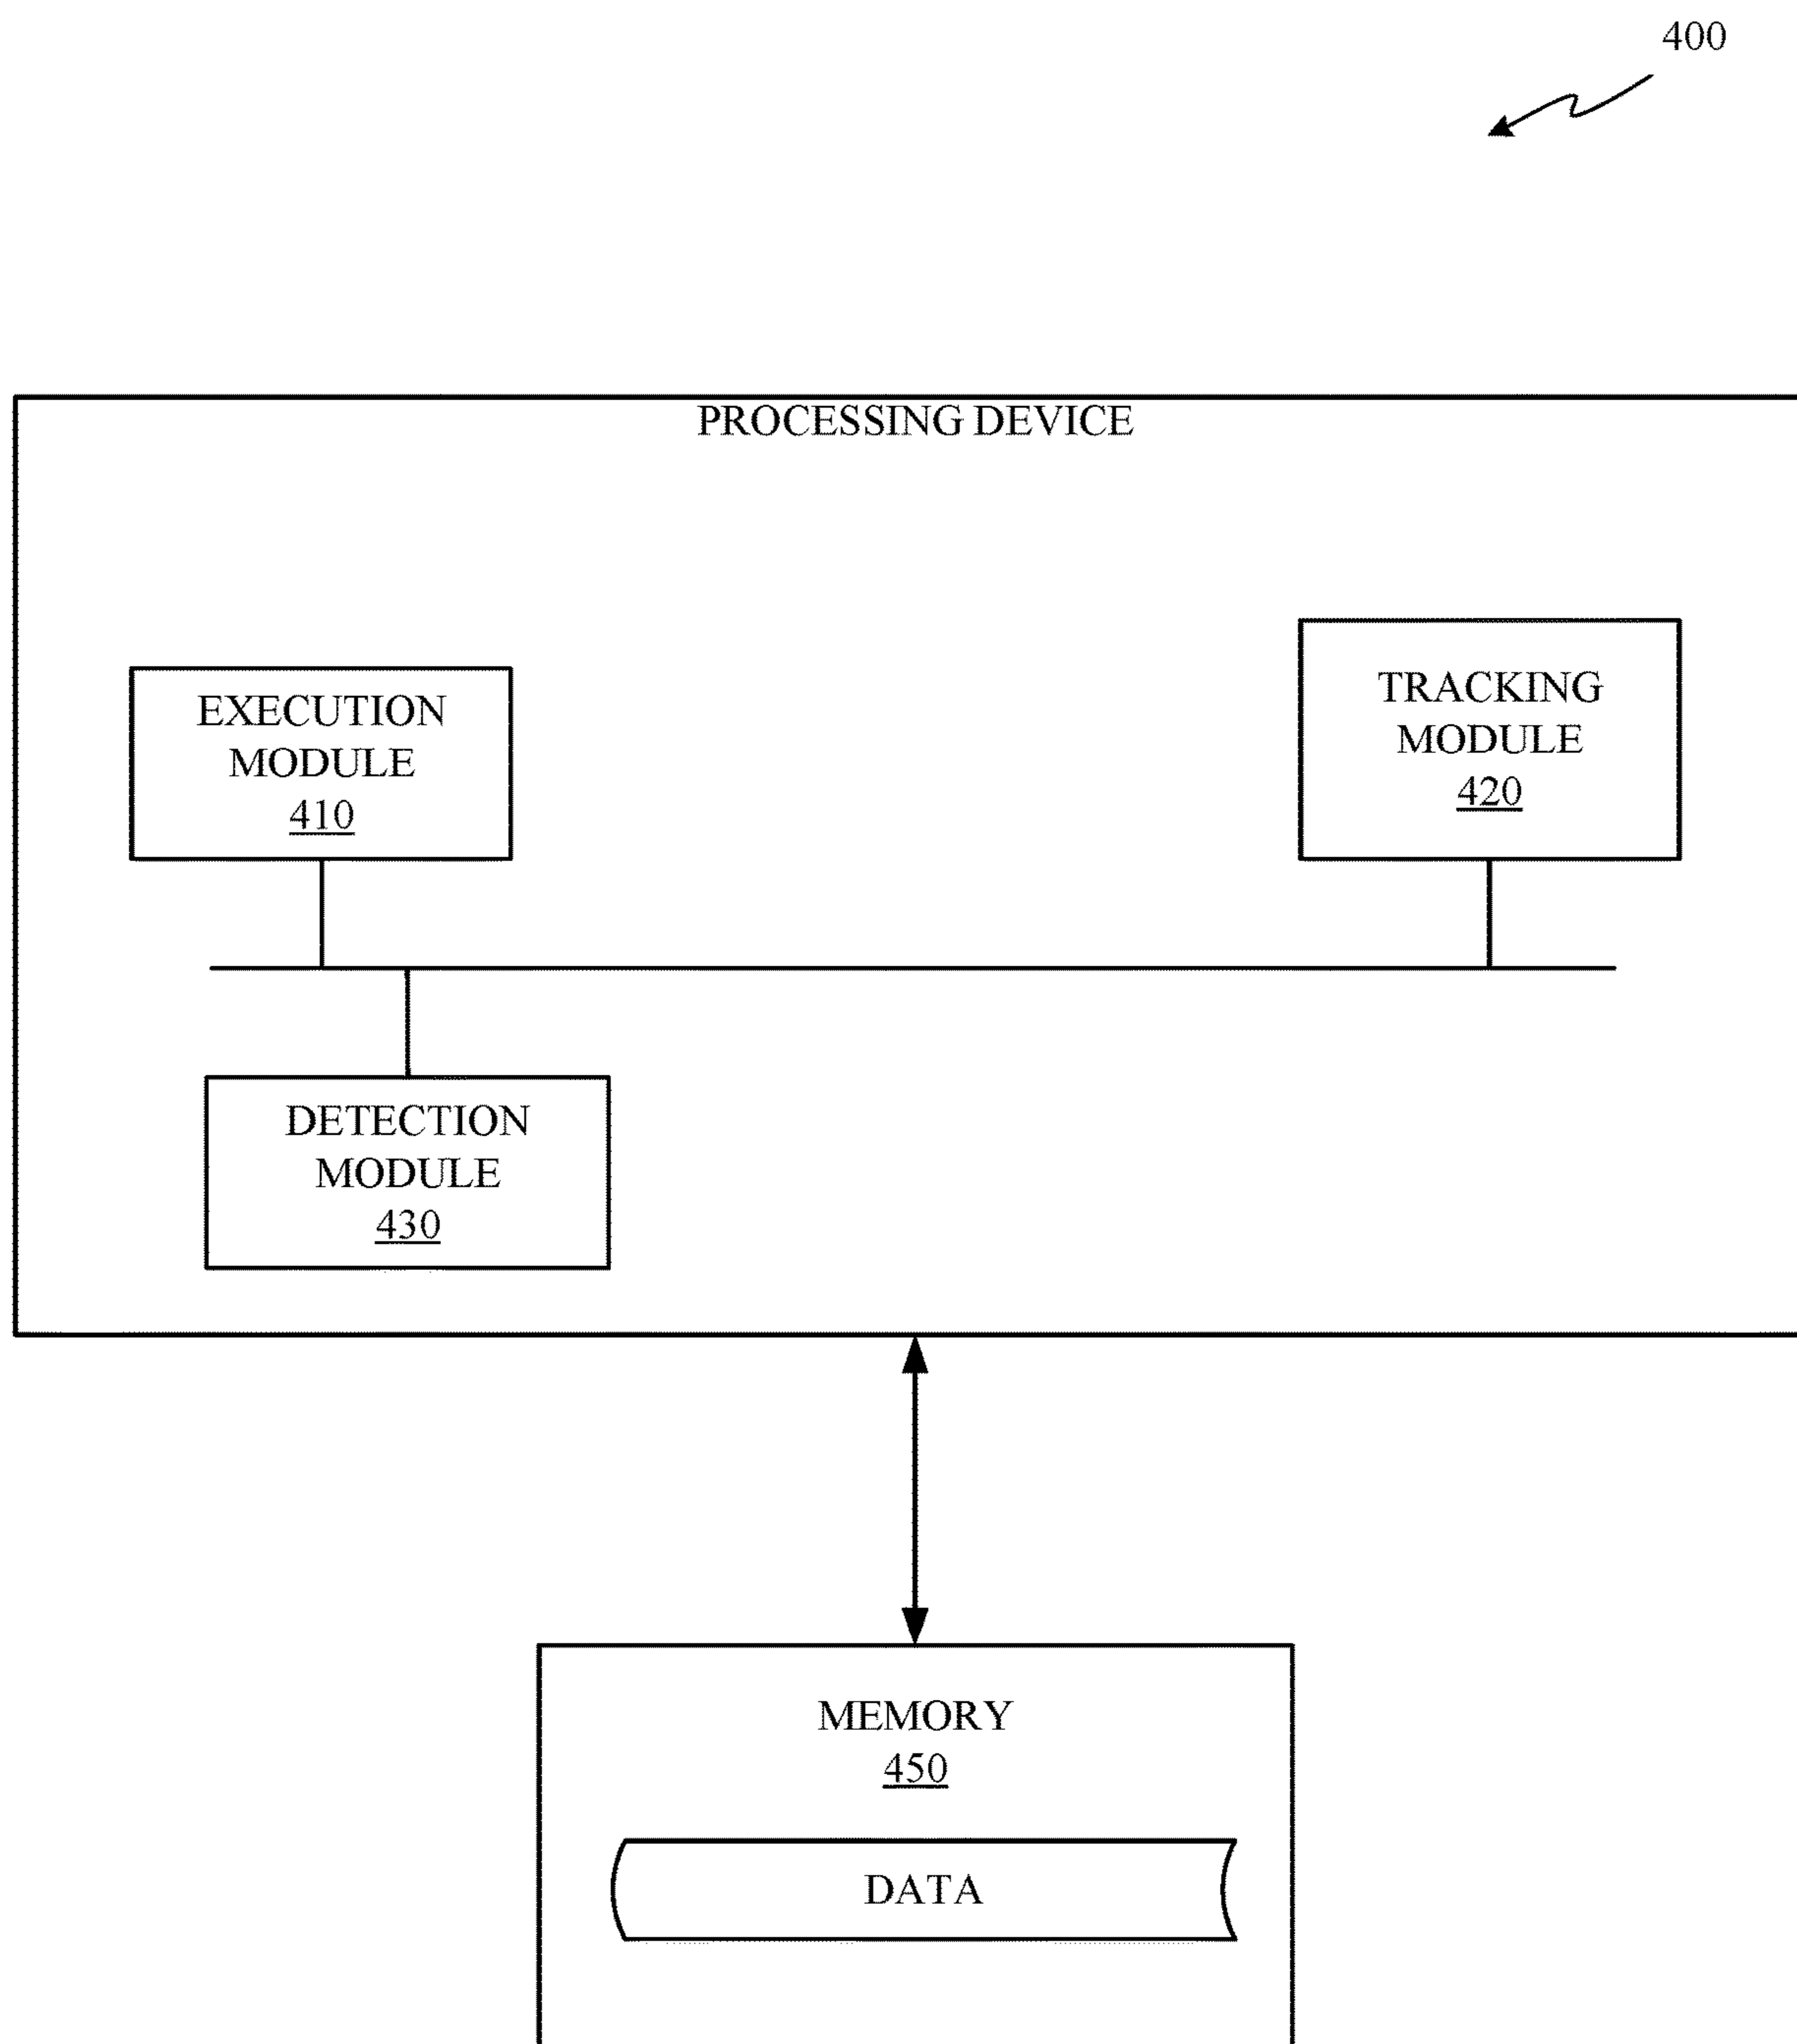 400
PROCESSING DEVICE
EXECUTION
MODULE
410
TRACKING
MODULE
420
DETECTION
MODULE
430
MEMORY
450
DATA